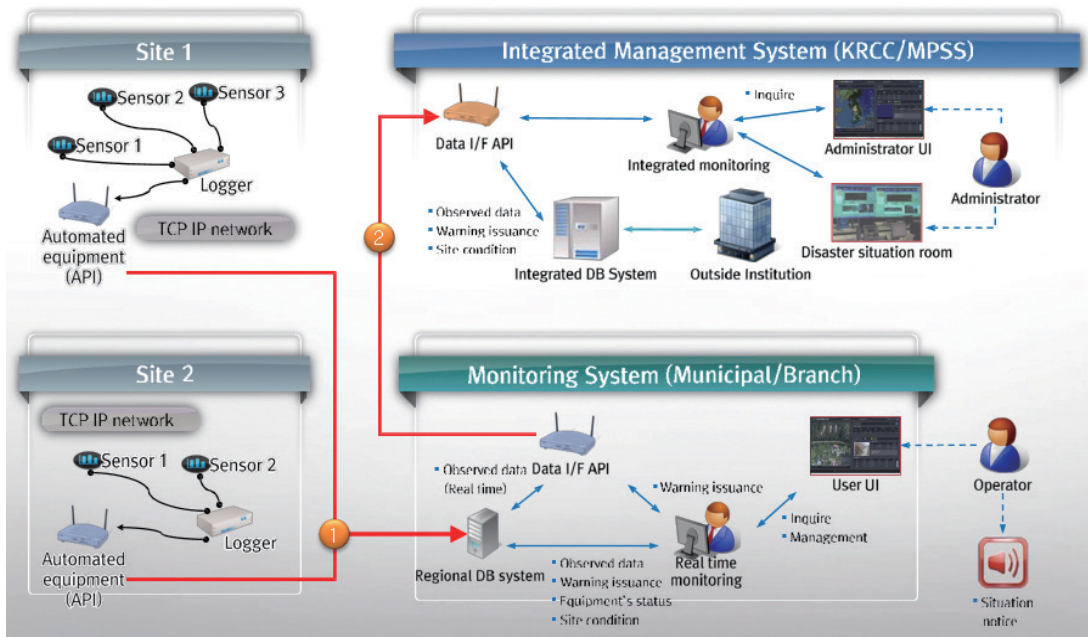 Site 1
Sensor 2
Sensor 3
Sensor 1
Logger
TCP IP network
Automated
equipment
(API)
Integrated Management System (KRCC/MPSS)
Data I/F API
Integrated monitoring
▪ Inquire
Administrator UI
Administrator
▪ Observed data
▪ Warning issuance
▪ Site condition
Integrated DB System
Outside Institution
Disaster situation room
2
Site 2
TCP IP network
Sensor 1
Sensor 2
Logger
Automated
equipment
(API)
1
Monitoring System (Municipal/Branch)
Data I/F API
▪ Observed data
(Real time)
▪ Warning issuance
User UI
Operator
▪ Inquire
▪ Management
Regional DB system
▪ Observed data
▪ Warning issuance
▪ Equipment's status
▪ Site condition
Real time
monitoring
▪ Situation
notice